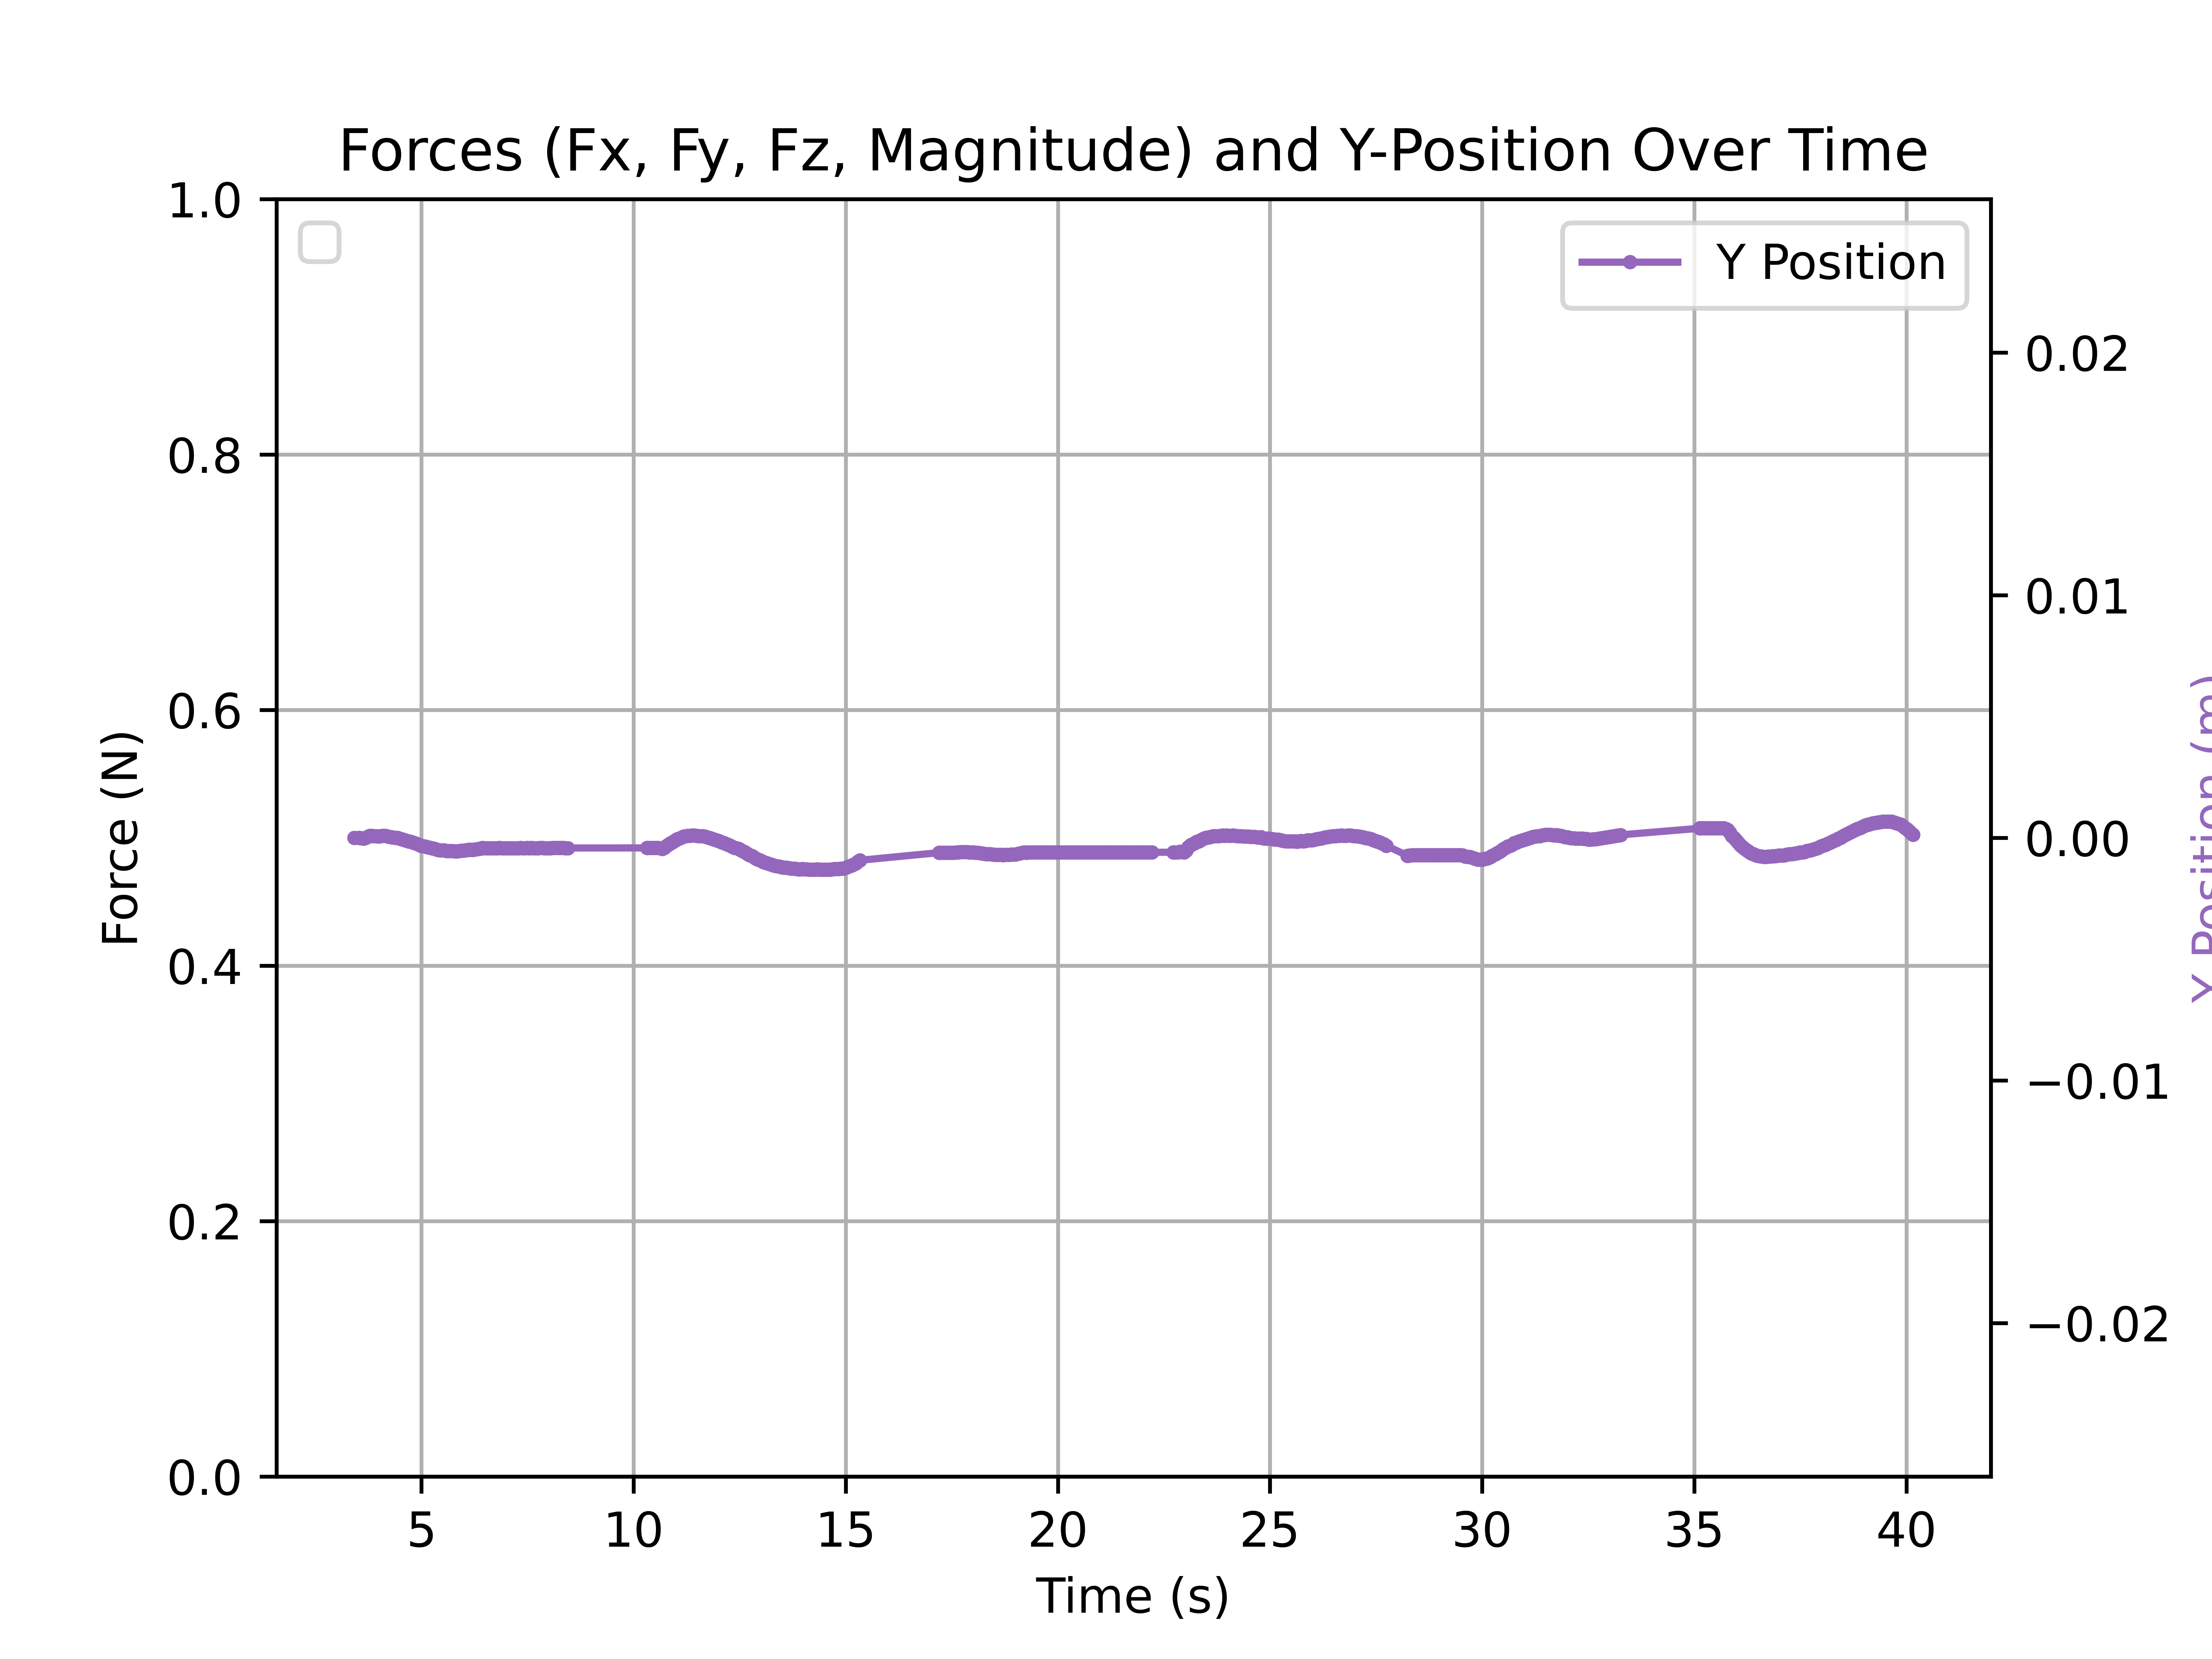 Forces (Fx, Fy, Fz, Magnitude) and Y-Position Over Time
Y Position
1.0
0.8
0.6
0.4
0.2
0.0
Force (N)
5 10 15 20 25 30 35 40
Time (s)
0.02
0.01
0.00
−0.01
−0.02
Y Position (m)